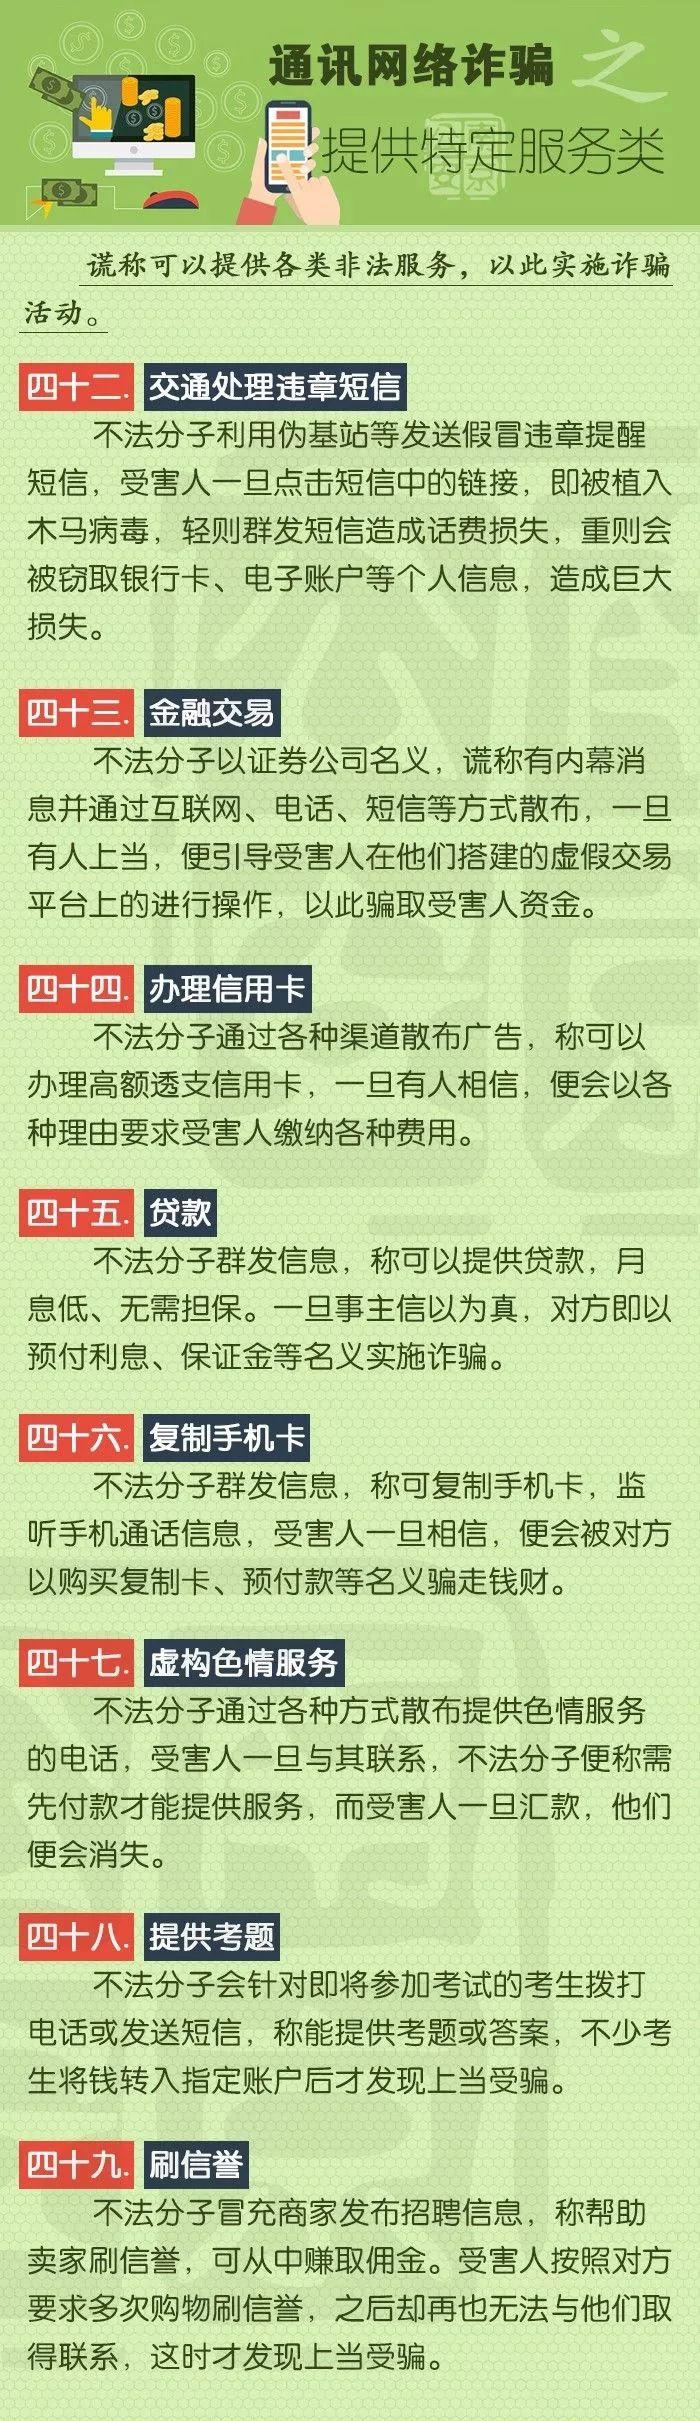 通讯网络诈骗之
提供特定服务类
谎称可以提供各类非法服务，以此实施诈骗
活动。
四十二. 交通处理违章短信
不法分子利用伪基站等发送假冒违章提醒
短信，受害人一旦点击短信中的链接，即被植入
木马病毒，轻则群发短信造成话费损失，重则会
被窃取银行卡、电子账户等个人信息，造成巨大
损失。
四十三. 金融交易
不法分子以证券公司名义，谎称有内幕消
息并通过互联网、电话、短信等方式散布，一旦
有人上当，便引导受害人在他们搭建的虚假交易
平台上的进行操作，以此骗取受害人资金。
四十四. 办理信用卡
不法分子通过各种渠道散布广告，称可以
办理高额透支信用卡，一旦有人相信，便会以各
种理由要求受害人缴纳各种费用。
四十五. 贷款
不法分子群发信息，称可以提供贷款，月
息低、无需担保。一旦事主信以为真，对方即以
预付利息、保证金等名义实施诈骗。
四十六. 复制手机卡
不法分子群发信息，称可复制手机卡，监
听手机通话信息，受害人一旦相信，便会被对方
以购买复制卡、预付款等名义骗走钱财。
四十七. 虚构色情服务
不法分子通过各种方式散布提供色情服务
的电话，受害人一旦与其联系，不法分子便称需
先付款才能提供服务，而受害人一旦汇款，他们
便会消失。
四十八. 提供考题
不法分子会针对即将参加考试的考生拨打
电话或发送短信，称能提供考题或答案，不少考
生将钱转入指定账户后才发现上当受骗。
四十九. 刷信誉
不法分子冒充商家发布招聘信息，称帮助
卖家刷信誉，可从中赚取佣金。受害人按照对方
要求多次购物刷信誉，之后却再也无法与他们取
得联系，这时才发现上当受骗。